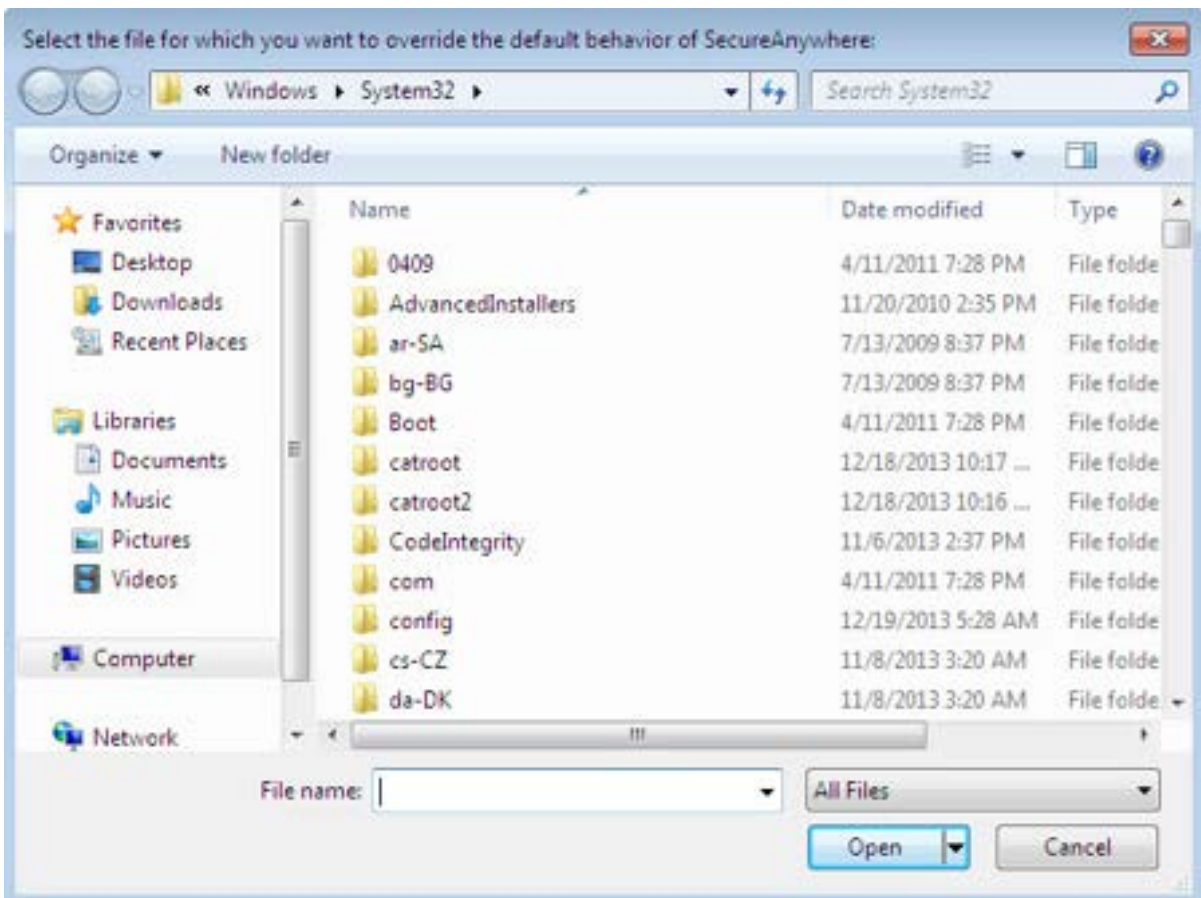 Select the file for which you want to override the default behavior of SecureAnywhere:
« Windows ▸ System32 ▸
Search System32
Organize
New folder
Favorites
Desktop
Downloads
Recent Places
Libraries
Documents
Music
Pictures
Videos
Computer
Network
Name Date modified Type
0409 4/11/2011 7:28 PM File folde
AdvancedInstallers 11/20/2010 2:35 PM File folde
ar-SA 7/13/2009 8:37 PM File folde
bg-BG 7/13/2009 8:37 PM File folde
Boot 4/11/2011 7:28 PM File folde
catroot 12/18/2013 10:17 ... File folde
catroot2 12/18/2013 10:16 ... File folde
CodeIntegrity 11/6/2013 2:37 PM File folde
com 4/11/2011 7:28 PM File folde
config 12/19/2013 5:28 AM File folde
cs-CZ 11/8/2013 3:20 AM File folde
da-DK 11/8/2013 3:20 AM File folde
File name:
All Files
Open
Cancel